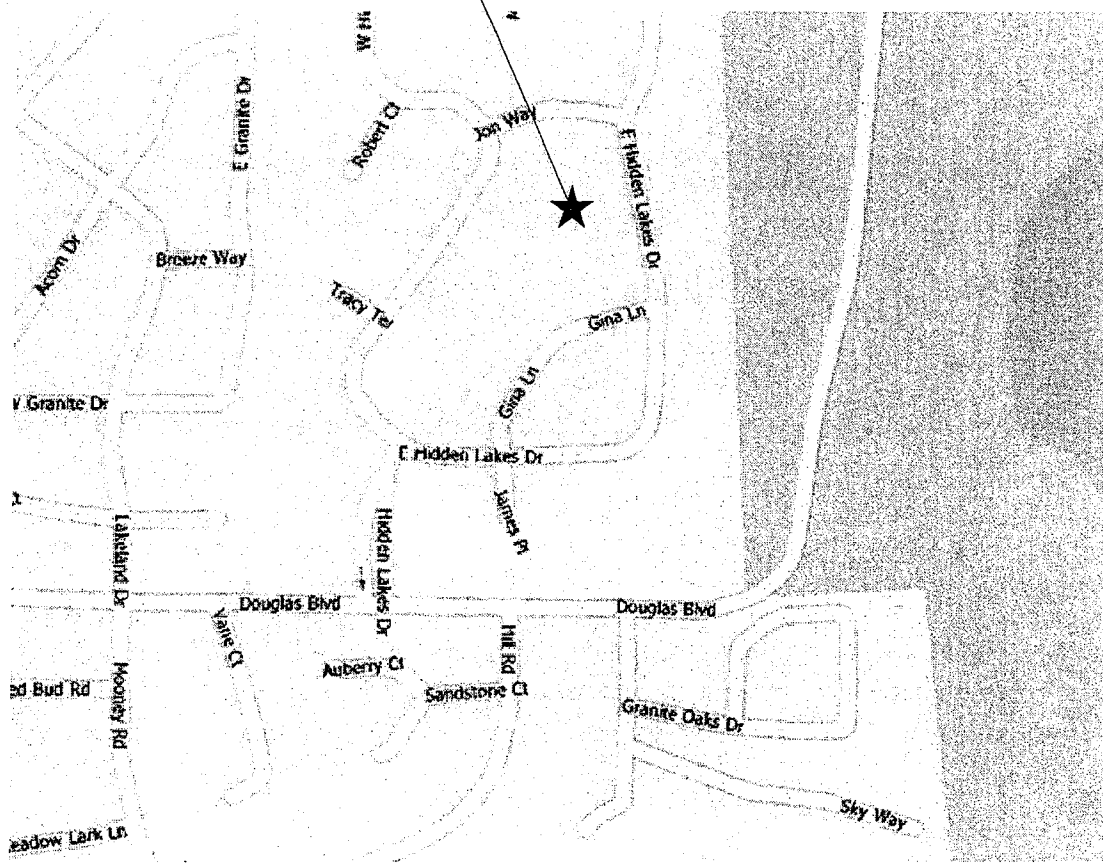 E Granite Dr
Robert Ct
Jon Way
E Hidden Lakes Dr
Acorn Dr
Breeze Way
Tracy Ter
Gina Ln
Gina Ln
Granite Dr
E Hidden Lakes Dr
James Pl
Lakeland Dr
Hidden Lakes Dr
Douglas Blvd
Douglas Blvd
Hill Rd
Auberry Ct
Sandstone Ct
ed Bud Rd
Mooney Rd
Granite Oaks Dr
Sky Way
eadow Lark Ln